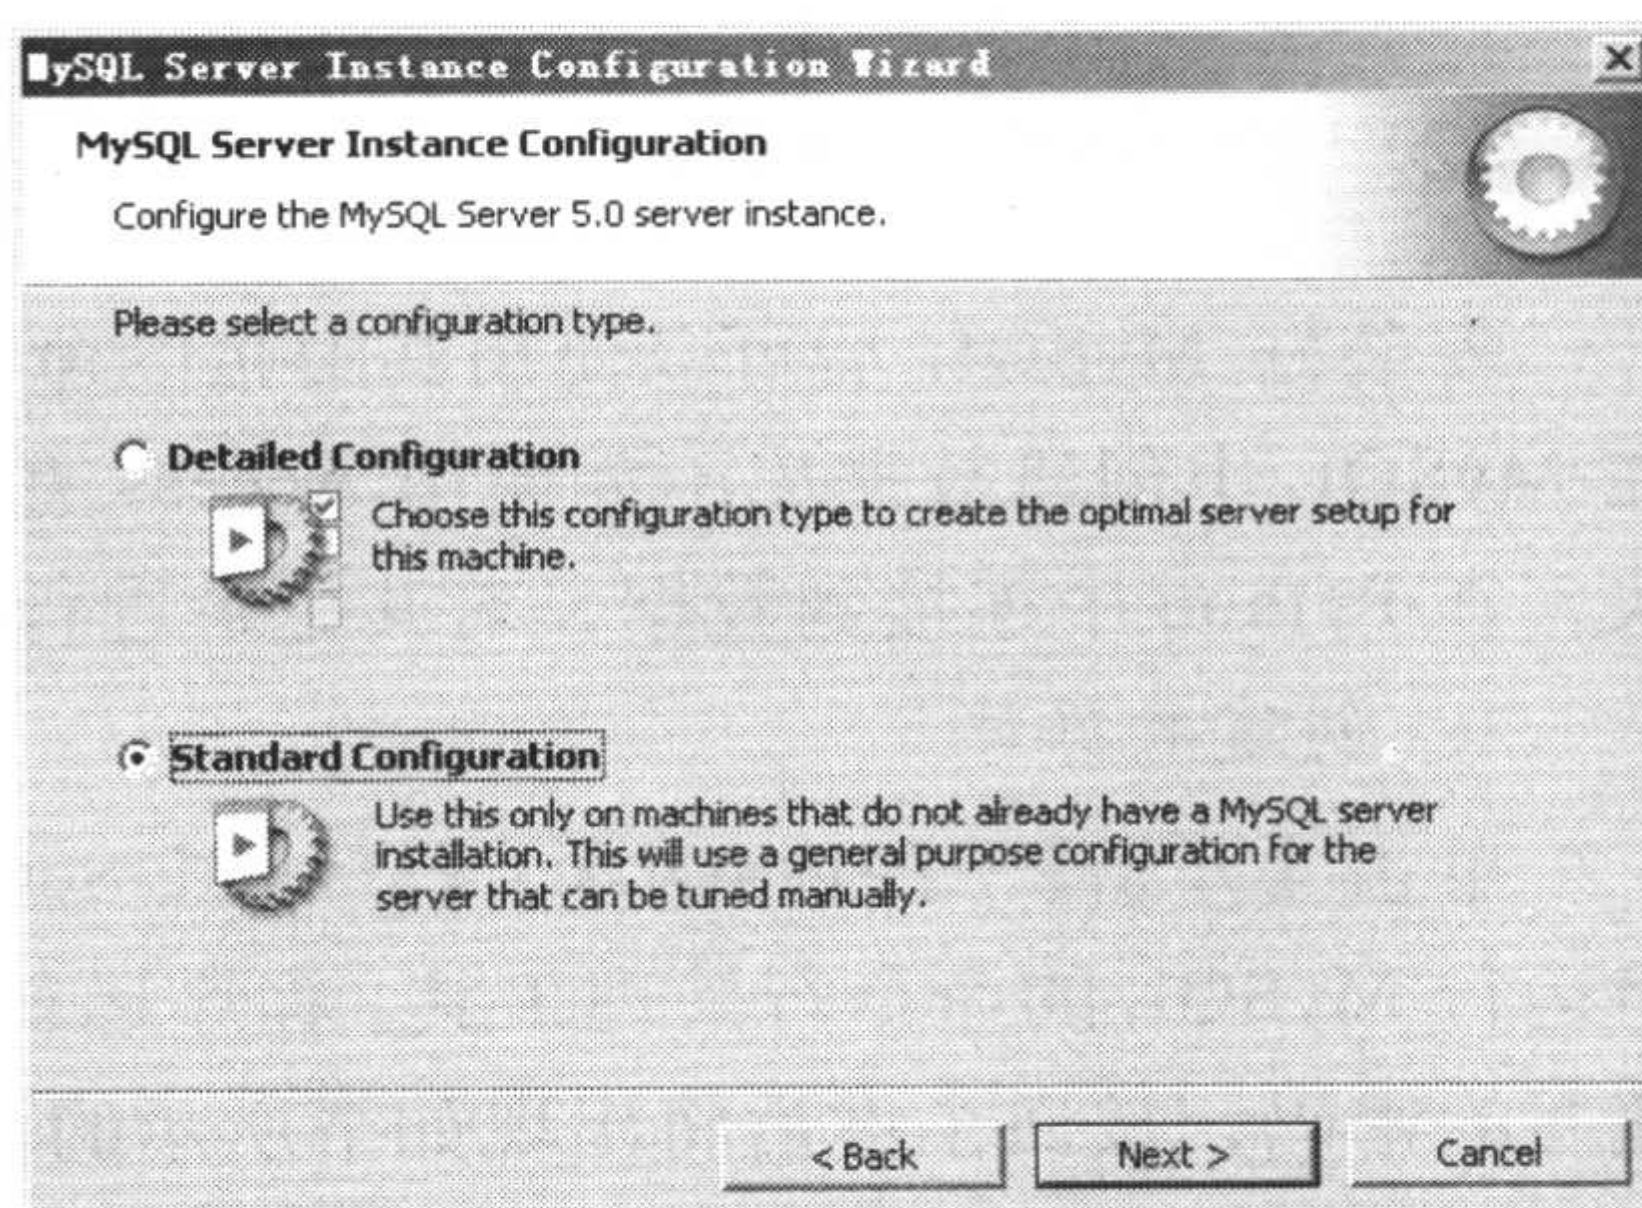 MySQL Server Instance Configuration Wizard
MySQL Server Instance Configuration
Configure the MySQL Server 5.0 server instance.
Please select a configuration type.
Detailed Configuration
Choose this configuration type to create the optimal server setup for
this machine.
Standard Configuration
Use this only on machines that do not already have a MySQL server
installation. This will use a general purpose configuration for the
server that can be tuned manually.
< Back
Next >
Cancel